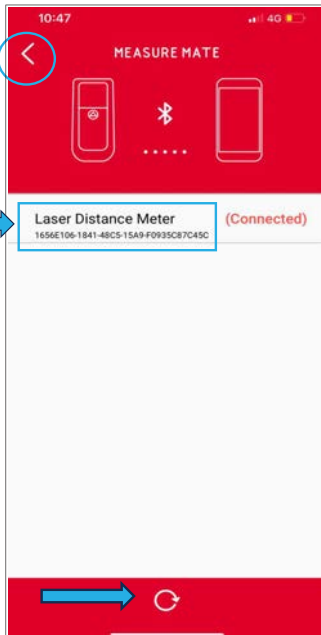 10:47
4G
MEASURE MATE
Laser Distance Meter
(Connected)
1656E106-1841-48C5-15A9-F0935C87C45C